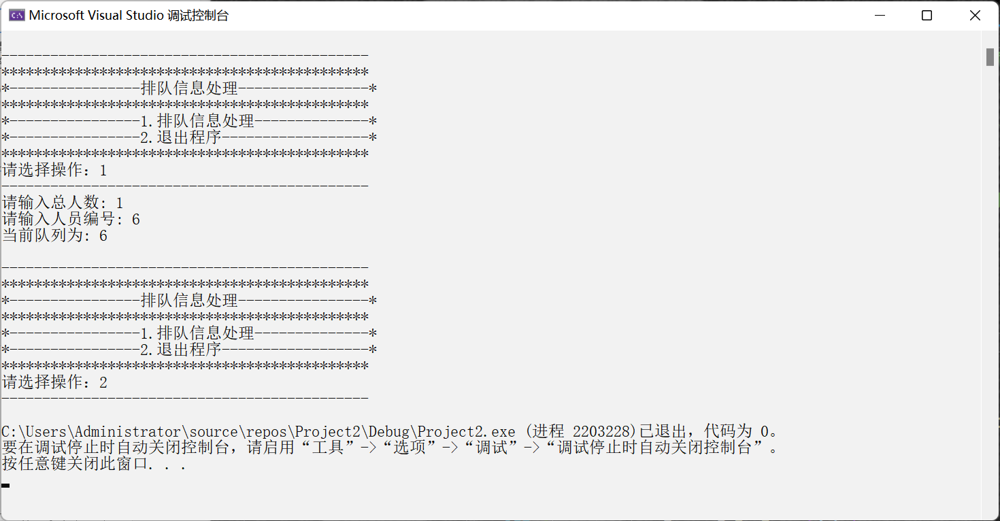 Microsoft Visual Studio 调试控制台
---------------------------------------------
*********************************************
*----------------排队信息处理----------------*
*********************************************
*----------------1.排队信息处理--------------*
*----------------2.退出程序------------------*
*********************************************
请选择操作：1
---------------------------------------------
请输入总人数: 1
请输入人员编号: 6
当前队列为: 6
---------------------------------------------
*********************************************
*----------------排队信息处理----------------*
*********************************************
*----------------1.排队信息处理--------------*
*----------------2.退出程序------------------*
*********************************************
请选择操作：2
---------------------------------------------
C:\Users\Administrator\source\repos\Project2\Debug\Project2.exe (进程 2203228)已退出，代码为 0。
要在调试停止时自动关闭控制台，请启用“工具”->“选项”->“调试”->“调试停止时自动关闭控制台”。
按任意键关闭此窗口. . .